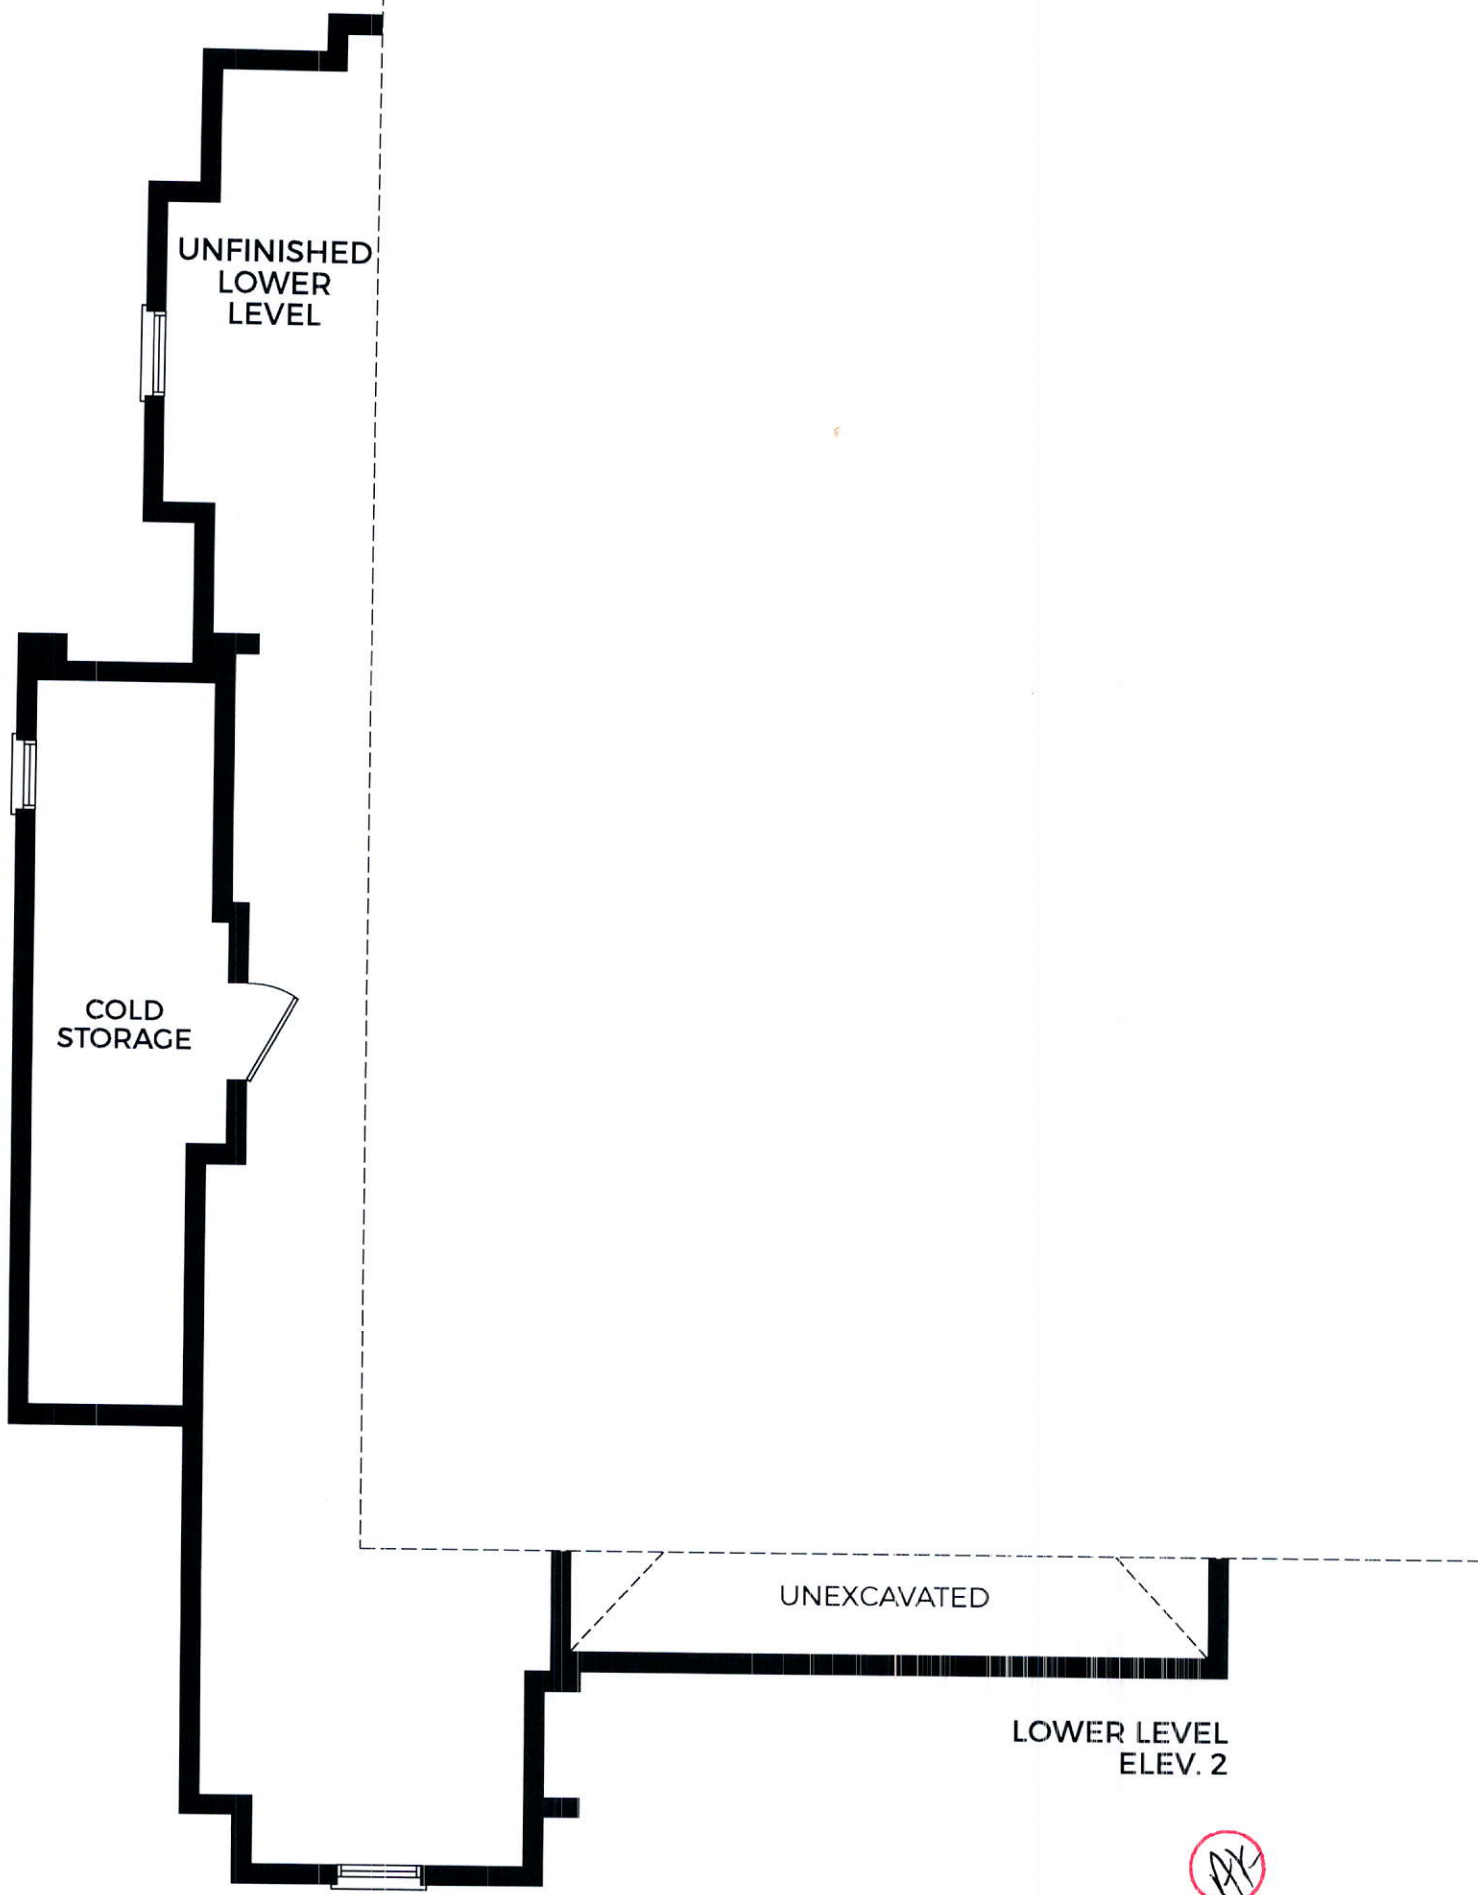 UNFINISHED
LOWER
LEVEL
COLD
STORAGE
UNEXCAVATED
LOWER LEVEL
ELEV. 2